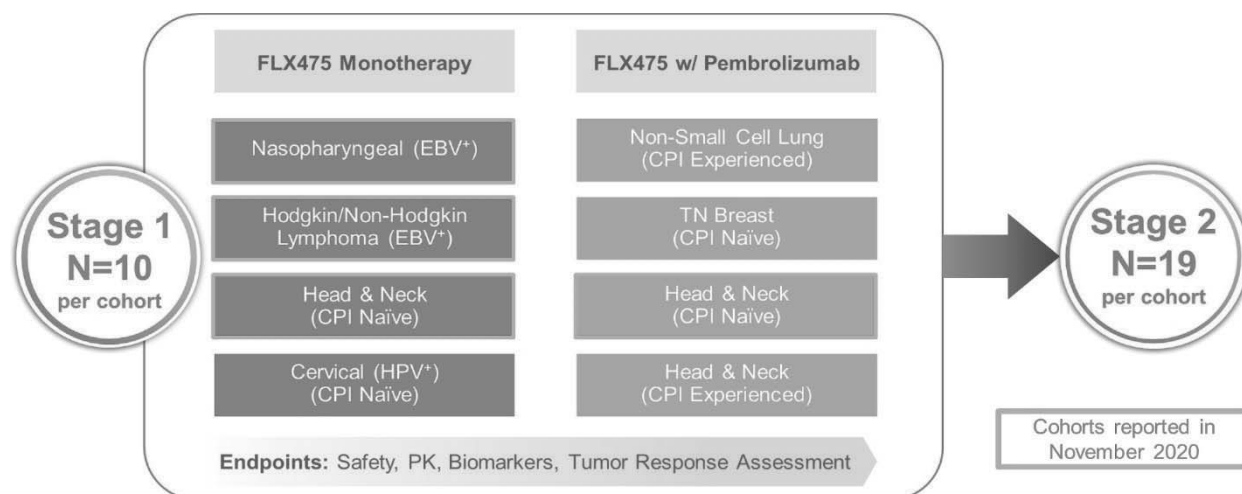 FLX475 Monotherapy
FLX475 w/ Pembrolizumab
Stage 1
N=10
per cohort
Nasopharyngeal (EBV⁺)
Hodgkin/Non-Hodgkin
Lymphoma (EBV⁺)
Head & Neck
(CPI Naïve)
Cervical (HPV⁺)
(CPI Naïve)
Non-Small Cell Lung
(CPI Experienced)
TN Breast
(CPI Naïve)
Head & Neck
(CPI Naïve)
Head & Neck
(CPI Experienced)
Stage 2
N=19
per cohort
Endpoints: Safety, PK, Biomarkers, Tumor Response Assessment
Cohorts reported in
November 2020